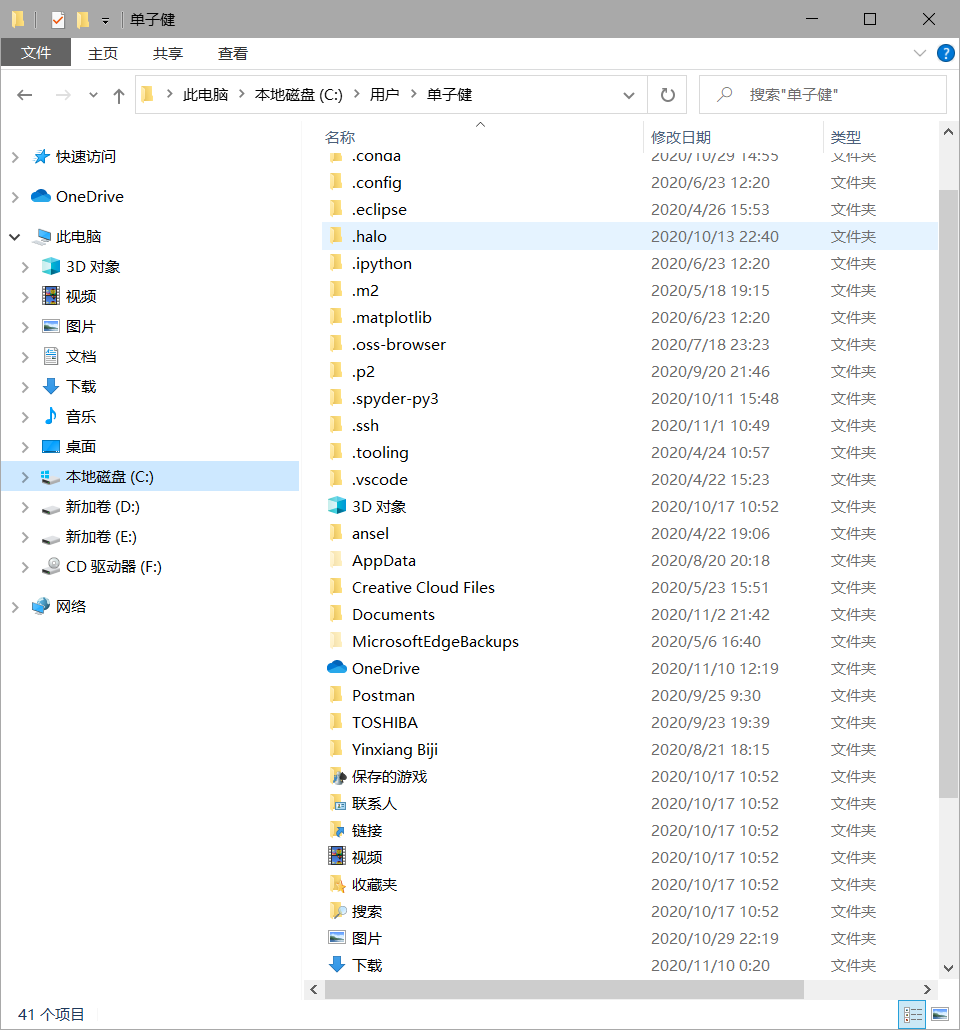 单子健
文件 主页 共享 查看
此电脑 本地磁盘 (C:) 用户 单子健 搜索"单子健"
名称 修改日期 类型
快速访问
OneDrive
此电脑
3D 对象
视频
图片
文档
下载
音乐
桌面
本地磁盘 (C:)
新加卷 (D:)
新加卷 (E:)
CD 驱动器 (F:)
网络
.conda 2020/10/29 14:55 文件夹
.config 2020/6/23 12:20 文件夹
.eclipse 2020/4/26 15:53 文件夹
.halo 2020/10/13 22:40 文件夹
.ipython 2020/6/23 12:20 文件夹
.m2 2020/5/18 19:15 文件夹
.matplotlib 2020/6/23 12:20 文件夹
.oss-browser 2020/7/18 23:23 文件夹
.p2 2020/9/20 21:46 文件夹
.spyder-py3 2020/10/11 15:48 文件夹
.ssh 2020/11/1 10:49 文件夹
.tooling 2020/4/24 10:57 文件夹
.vscode 2020/4/22 15:23 文件夹
3D 对象 2020/10/17 10:52 文件夹
ansel 2020/4/22 19:06 文件夹
AppData 2020/8/20 20:18 文件夹
Creative Cloud Files 2020/5/23 15:51 文件夹
Documents 2020/11/2 21:42 文件夹
MicrosoftEdgeBackups 2020/5/6 16:40 文件夹
OneDrive 2020/11/10 12:19 文件夹
Postman 2020/9/25 9:30 文件夹
TOSHIBA 2020/9/23 19:39 文件夹
Yinxiang Biji 2020/8/21 18:15 文件夹
保存的游戏 2020/10/17 10:52 文件夹
联系人 2020/10/17 10:52 文件夹
链接 2020/10/17 10:52 文件夹
视频 2020/10/17 10:52 文件夹
收藏夹 2020/10/17 10:52 文件夹
搜索 2020/10/17 10:52 文件夹
图片 2020/10/29 22:19 文件夹
下载 2020/11/10 0:20 文件夹
41 个项目